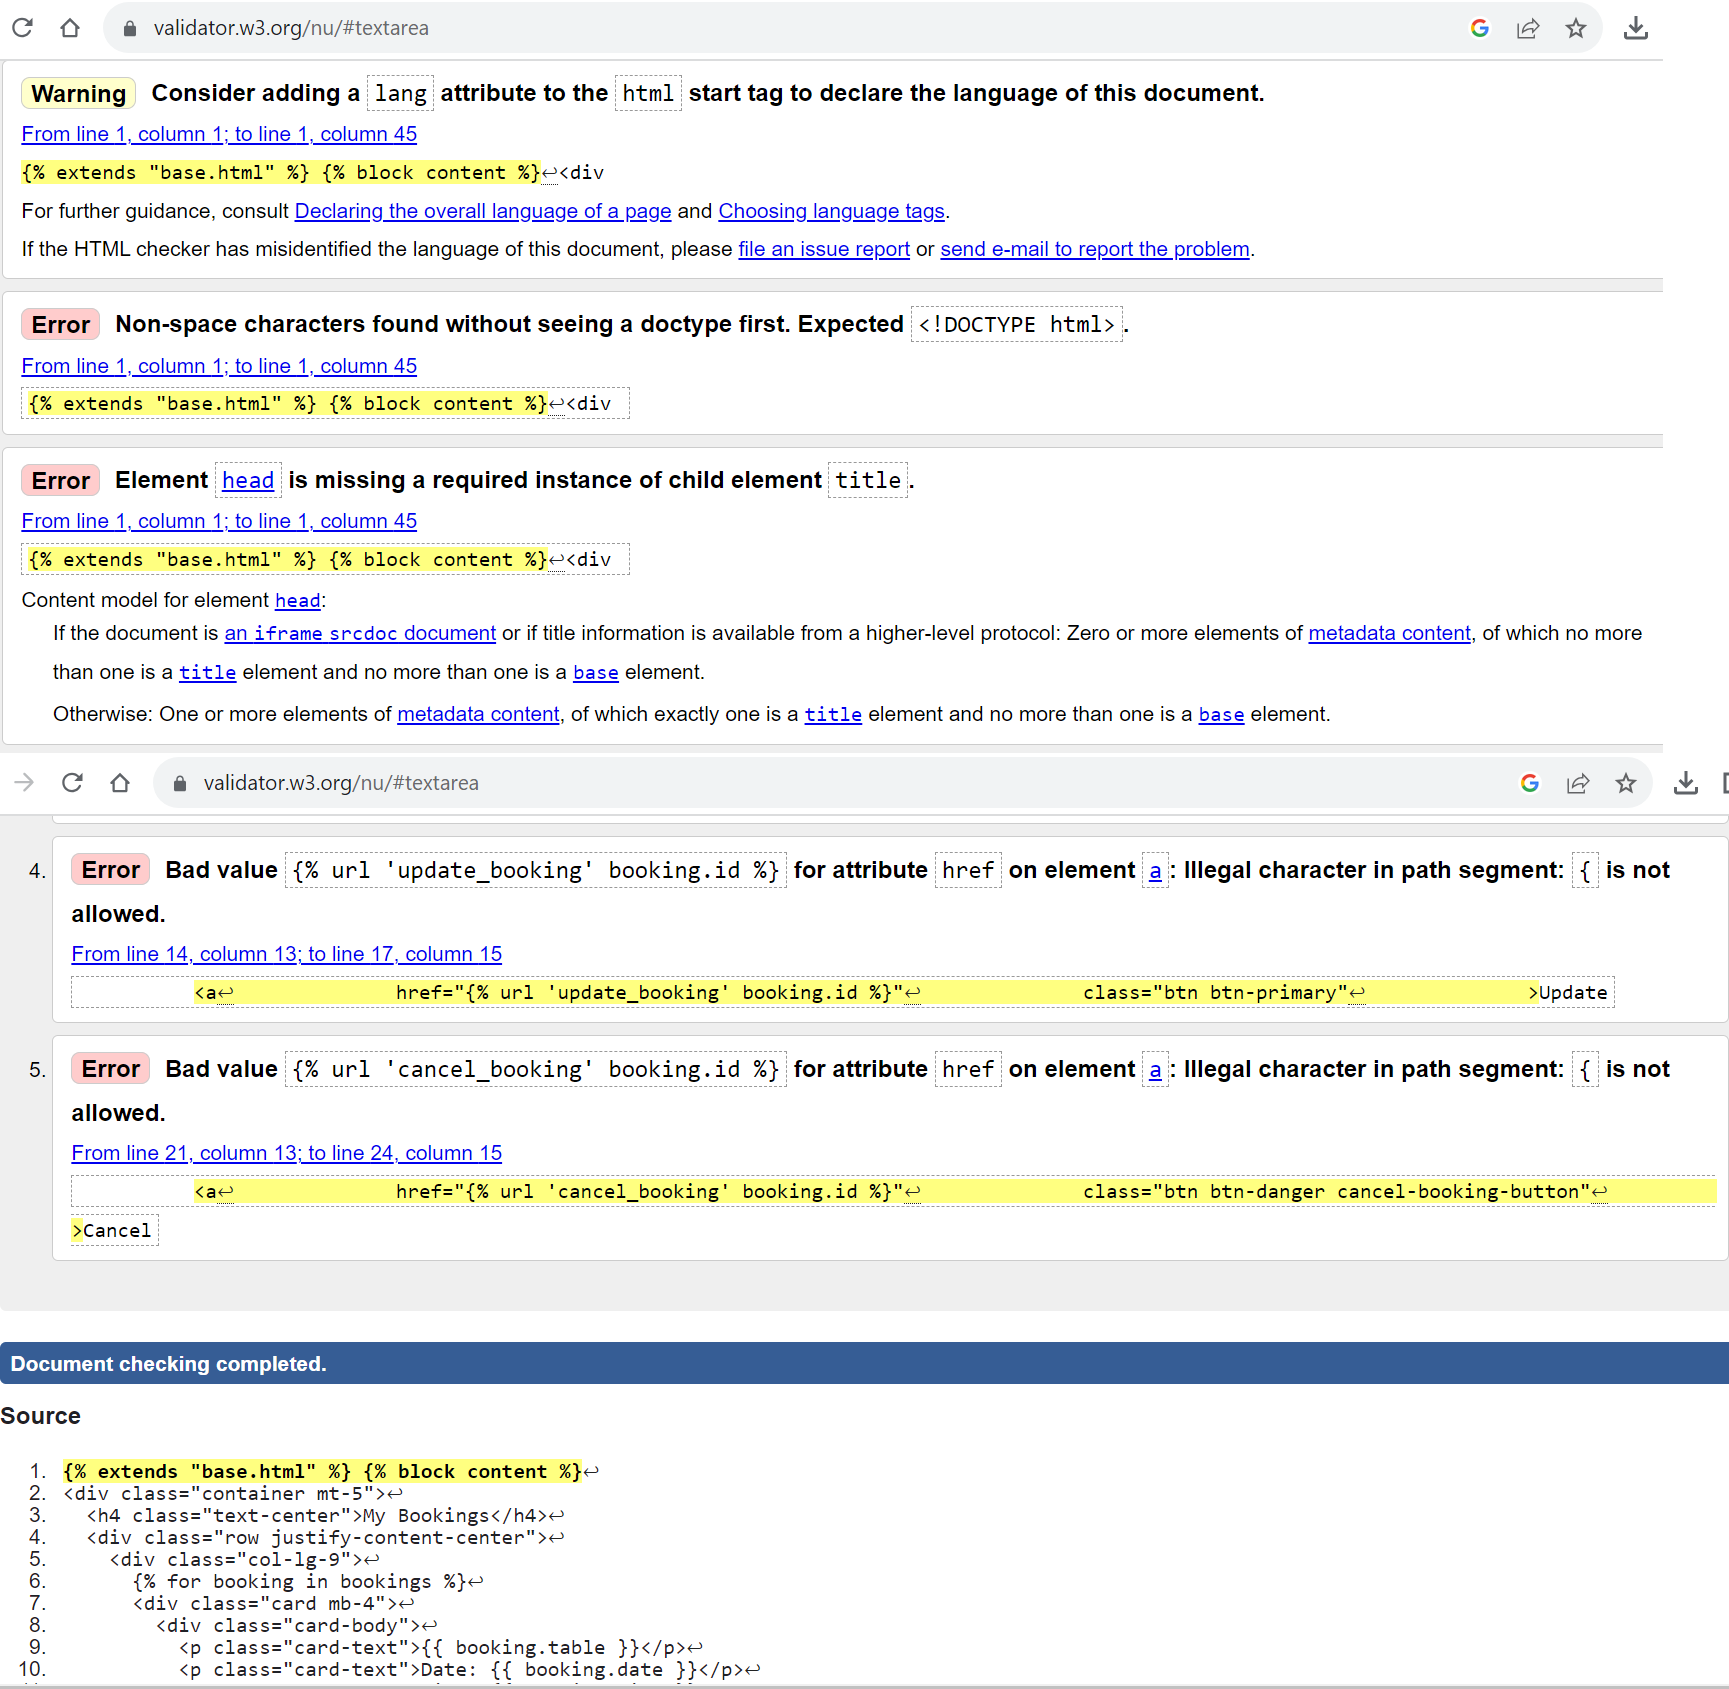 validator.w3.org/nu/#textarea
Warning Consider adding a lang attribute to the html start tag to declare the language of this document.
From line 1, column 1; to line 1, column 45
{% extends "base.html" %} {% block content %}↩<div
For further guidance, consult Declaring the overall language of a page and Choosing language tags.
If the HTML checker has misidentified the language of this document, please file an issue report or send e-mail to report the problem.
Error Non-space characters found without seeing a doctype first. Expected <!DOCTYPE html>.
From line 1, column 1; to line 1, column 45
{% extends "base.html" %} {% block content %}↩<div
Error Element head is missing a required instance of child element title.
From line 1, column 1; to line 1, column 45
{% extends "base.html" %} {% block content %}↩<div
Content model for element head:
If the document is an iframe srcdoc document or if title information is available from a higher-level protocol: Zero or more elements of metadata content, of which no more
than one is a title element and no more than one is a base element.
Otherwise: One or more elements of metadata content, of which exactly one is a title element and no more than one is a base element.
validator.w3.org/nu/#textarea
4. Error Bad value {% url 'update_booking' booking.id %} for attribute href on element a: Illegal character in path segment: { is not
allowed.
From line 14, column 13; to line 17, column 15
<a↩ href="{% url 'update_booking' booking.id %}"↩ class="btn btn-primary"↩ >Update
5. Error Bad value {% url 'cancel_booking' booking.id %} for attribute href on element a: Illegal character in path segment: { is not
allowed.
From line 21, column 13; to line 24, column 15
<a↩ href="{% url 'cancel_booking' booking.id %}"↩ class="btn btn-danger cancel-booking-button"↩
>Cancel
Document checking completed.
Source
1. {% extends "base.html" %} {% block content %}↩
2. <div class="container mt-5">↩
3. <h4 class="text-center">My Bookings</h4>↩
4. <div class="row justify-content-center">↩
5. <div class="col-lg-9">↩
6. {% for booking in bookings %}↩
7. <div class="card mb-4">↩
8. <div class="card-body">↩
9. <p class="card-text">{{ booking.table }}</p>↩
10. <p class="card-text">Date: {{ booking.date }}</p>↩